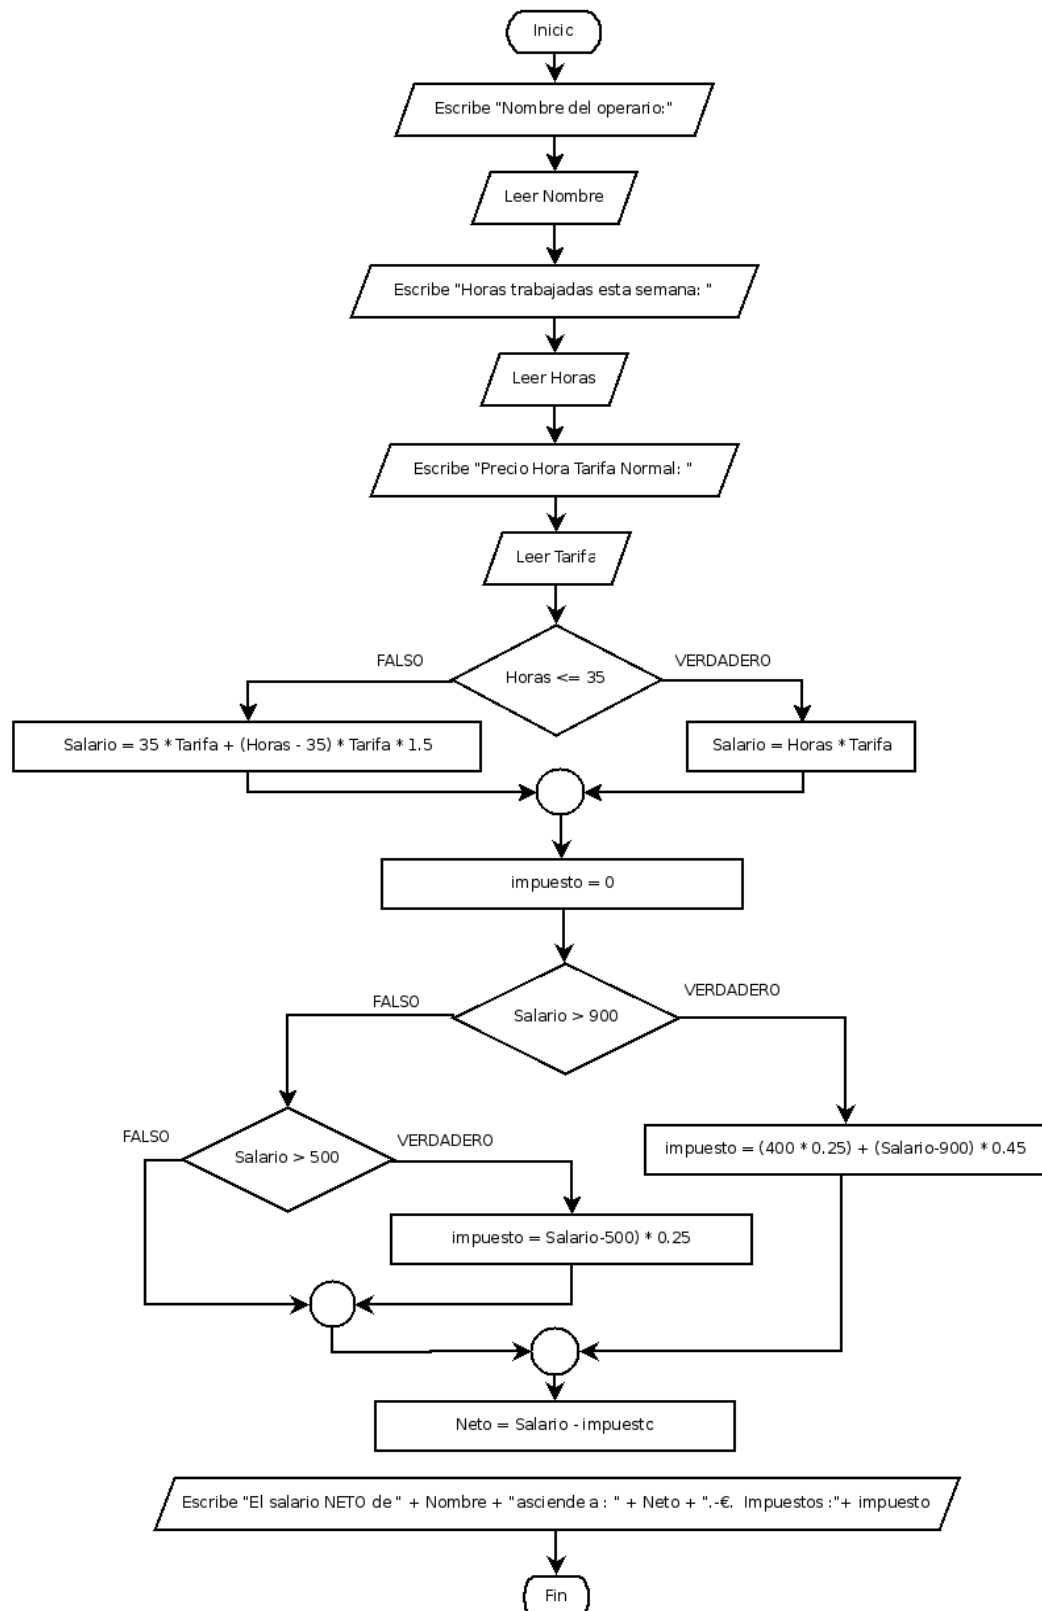 Inicio
Escribe "Nombre del operario:"
Leer Nombre
Escribe "Horas trabajadas esta semana: "
Leer Horas
Escribe "Precio Hora Tarifa Normal: "
Leer Tarifa
FALSO
VERDADERO
Horas <= 35
Salario = 35 * Tarifa + (Horas - 35) * Tarifa * 1.5
Salario = Horas * Tarifa
impuesto = 0
FALSO
VERDADERO
Salario > 900
FALSO
VERDADERO
Salario > 500
impuesto = (400 * 0.25) + (Salario-900) * 0.45
impuesto = Salario-500) * 0.25
Neto = Salario - impuesto
Escribe "El salario NETO de " + Nombre + "asciende a : " + Neto + ".-€.  Impuestos :"+ impuesto
Fin